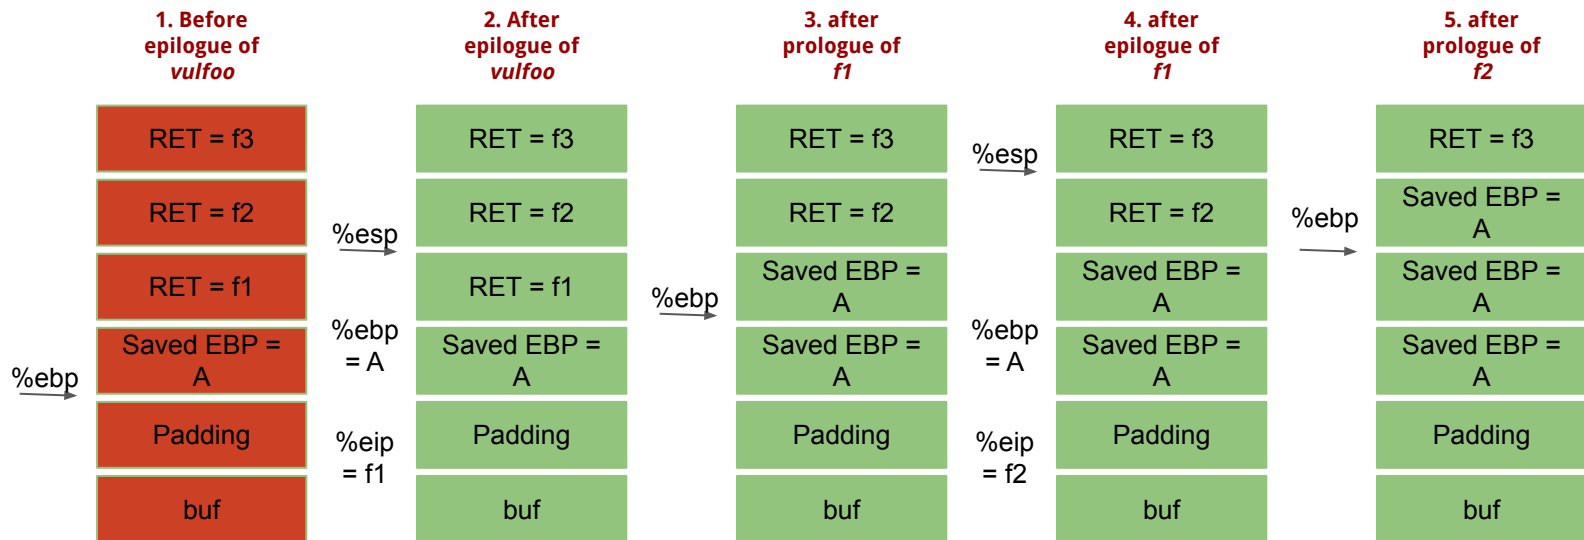 1. Before
epilogue of
vulfoo
2. After
epilogue of
vulfoo
3. after
prologue of
f1
4. after
epilogue of
f1
5. after
prologue of
f2
RET = f3
RET = f2
RET = f1
Saved EBP =
A
Padding
buf
%ebp
%esp
%ebp
= A
%eip
= f1
RET = f3
RET = f2
RET = f1
Saved EBP =
A
Padding
buf
%ebp
RET = f3
RET = f2
Saved EBP =
A
Saved EBP =
A
Padding
buf
%esp
%ebp
= A
%eip
= f2
RET = f3
RET = f2
Saved EBP =
A
Saved EBP =
A
Padding
buf
%ebp
RET = f3
Saved EBP =
A
Saved EBP =
A
Saved EBP =
A
Padding
buf